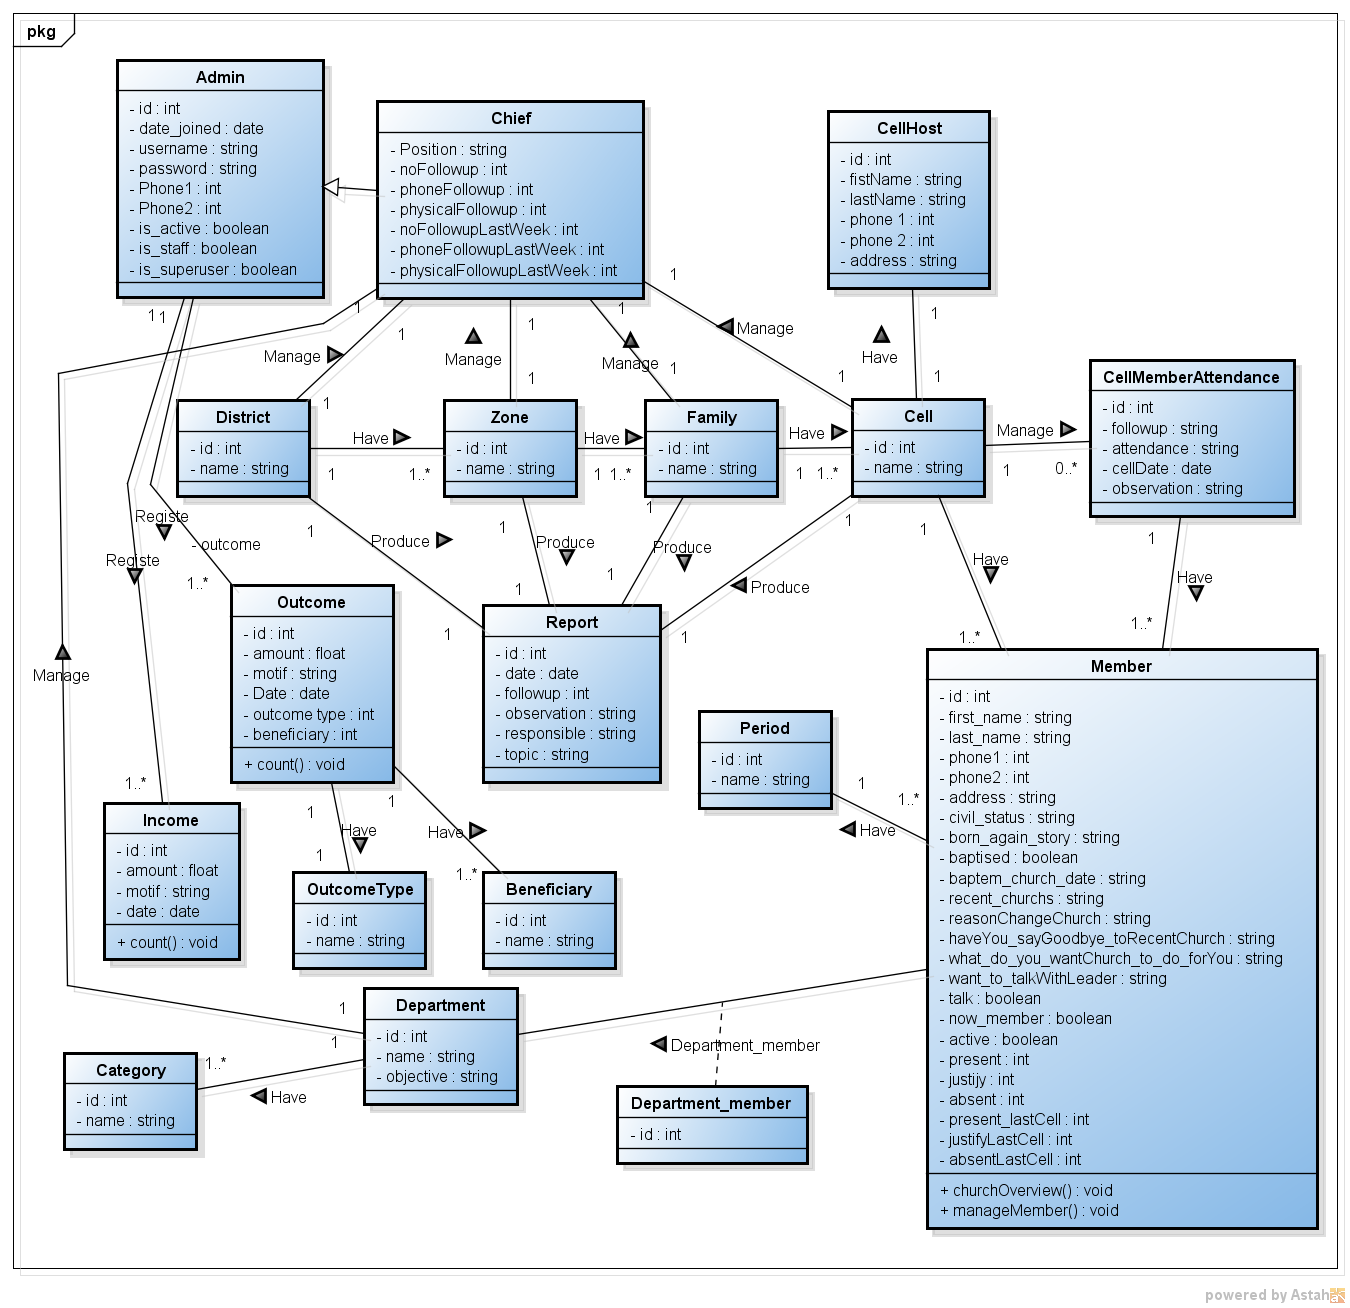 pkg
Admin
- id : int
- date_joined : date
- username : string
- password : string
- Phone1 : int
- Phone2 : int
- is_active : boolean
- is_staff : boolean
- is_superuser : boolean
Chief
- Position : string
- noFollowup : int
- phoneFollowup : int
- physicalFollowup : int
- noFollowupLastWeek : int
- phoneFollowupLastWeek : int
- physicalFollowupLastWeek : int
CellHost
- id : int
- fistName : string
- lastName : string
- phone 1 : int
- phone 2 : int
- address : string
1
1
1
1
1
1
1
1
Manage
Manage
Manage
Manage
Have
1
1
1
1
1
District
- id : int
- name : string
Have
1
1..*
Zone
- id : int
- name : string
Have
1
1..*
Family
- id : int
- name : string
Have
1
1..*
Cell
- id : int
- name : string
Manage
1
0..*
CellMemberAttendance
- id : int
- followup : string
- attendance : string
- cellDate : date
- observation : string
Registe
Registe
- outcome
1..*
1
Produce
1
1
Produce
1
1
Produce
1
1
Produce
1
1
Have
1..*
1
Have
1..*
Outcome
- id : int
- amount : float
- motif : string
- Date : date
- outcome type : int
- beneficiary : int
+ count() : void
Report
- id : int
- date : date
- followup : int
- observation : string
- responsible : string
- topic : string
Manage
Period
- id : int
- name : string
1
1..*
Have
Member
- id : int
- first_name : string
- last_name : string
- phone1 : int
- phone2 : int
- address : string
- civil_status : string
- born_again_story : string
- baptised : boolean
- baptem_church_date : string
- recent_churchs : string
- reasonChangeChurch : string
- haveYou_sayGoodbye_toRecentChurch : string
- what_do_you_wantChurch_to_do_forYou : string
- want_to_talkWithLeader : string
- talk : boolean
- now_member : boolean
- active : boolean
- present : int
- justijy : int
- absent : int
- present_lastCell : int
- justifyLastCell : int
- absentLastCell : int
+ churchOverview() : void
+ manageMember() : void
1..*
Income
- id : int
- amount : float
- motif : string
- date : date
+ count() : void
1
Have
1
1
Have
1..*
OutcomeType
- id : int
- name : string
Beneficiary
- id : int
- name : string
1
Department
- id : int
- name : string
- objective : string
1
1..*
Have
Category
- id : int
- name : string
Department_member
Department_member
- id : int
powered by Astah